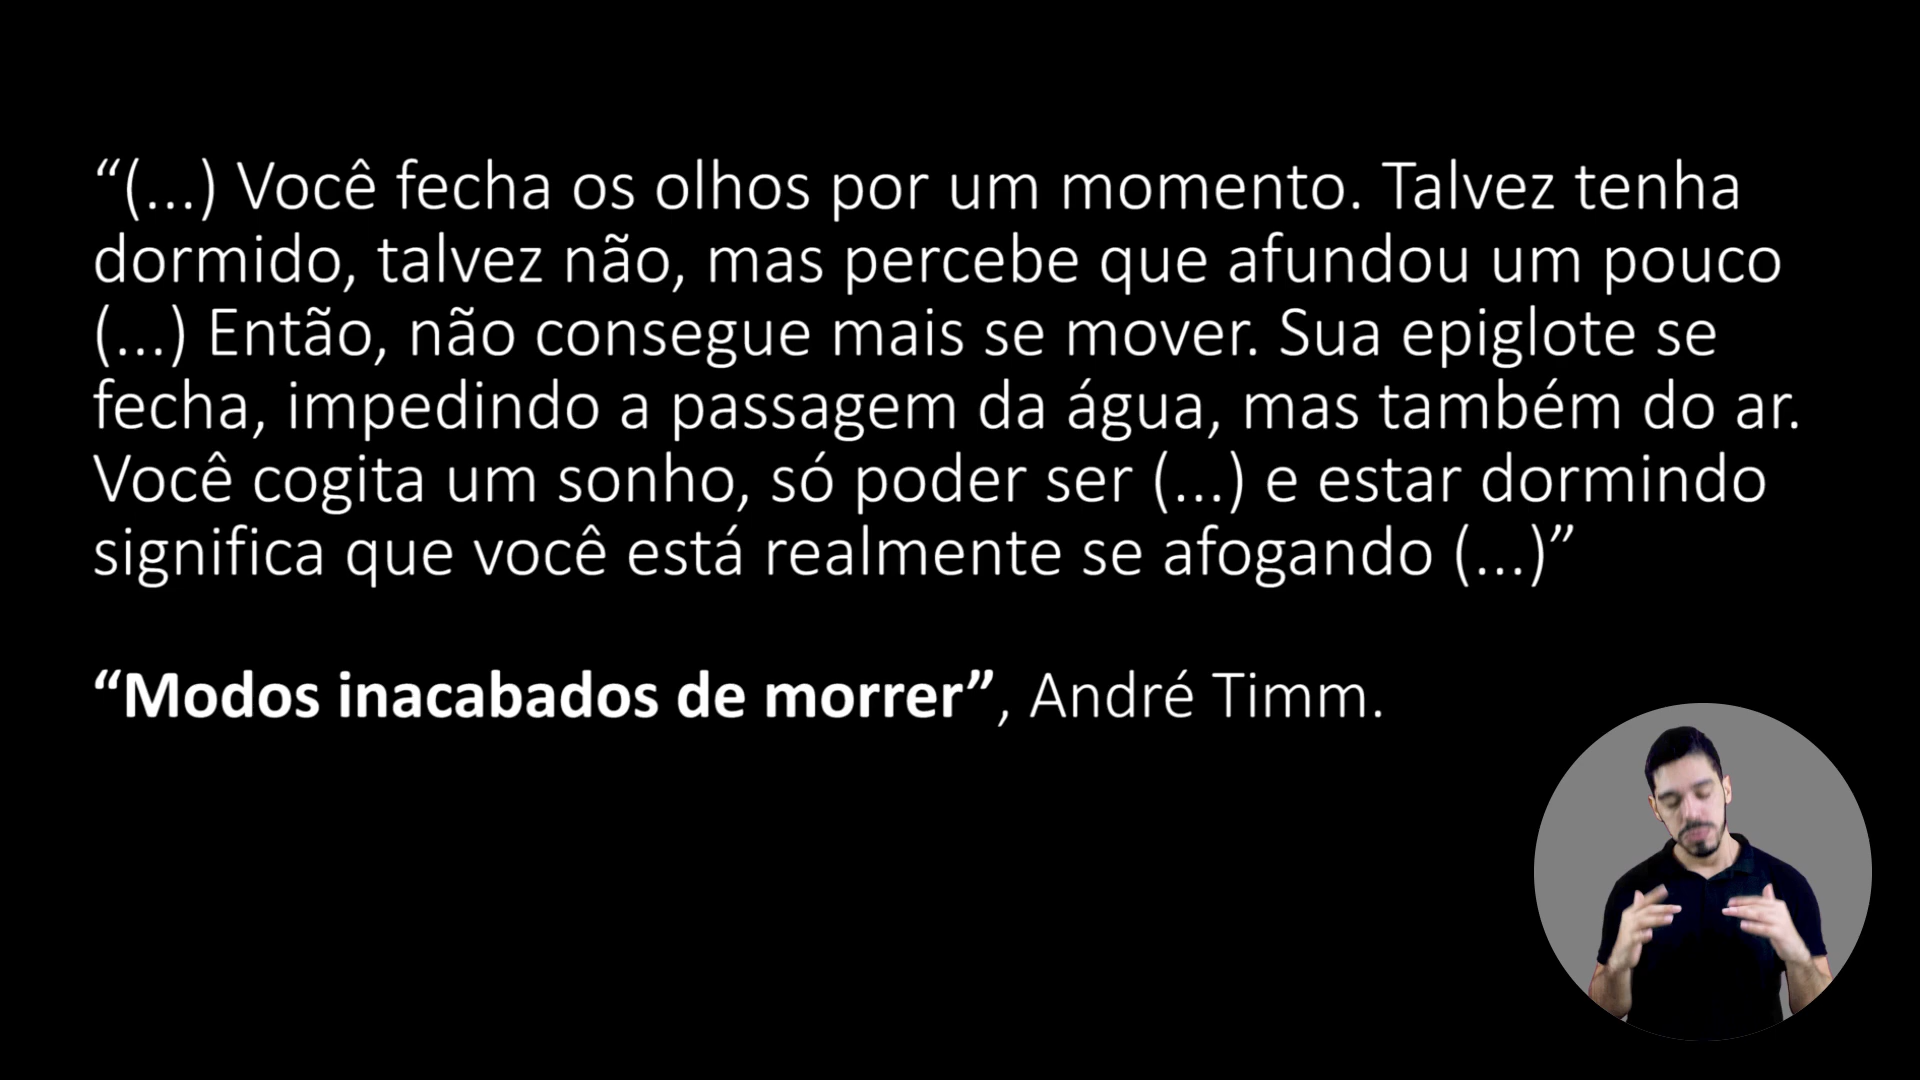 “(...) Você fecha os olhos por um momento. Talvez tenha
dormido, talvez não, mas percebe que afundou um pouco
(...) Então, não consegue mais se mover. Sua epiglote se
fecha, impedindo a passagem da água, mas também do ar.
Você cogita um sonho, só poder ser (...) e estar dormindo
significa que você está realmente se afogando (...)”
“Modos inacabados de morrer”, André Timm.